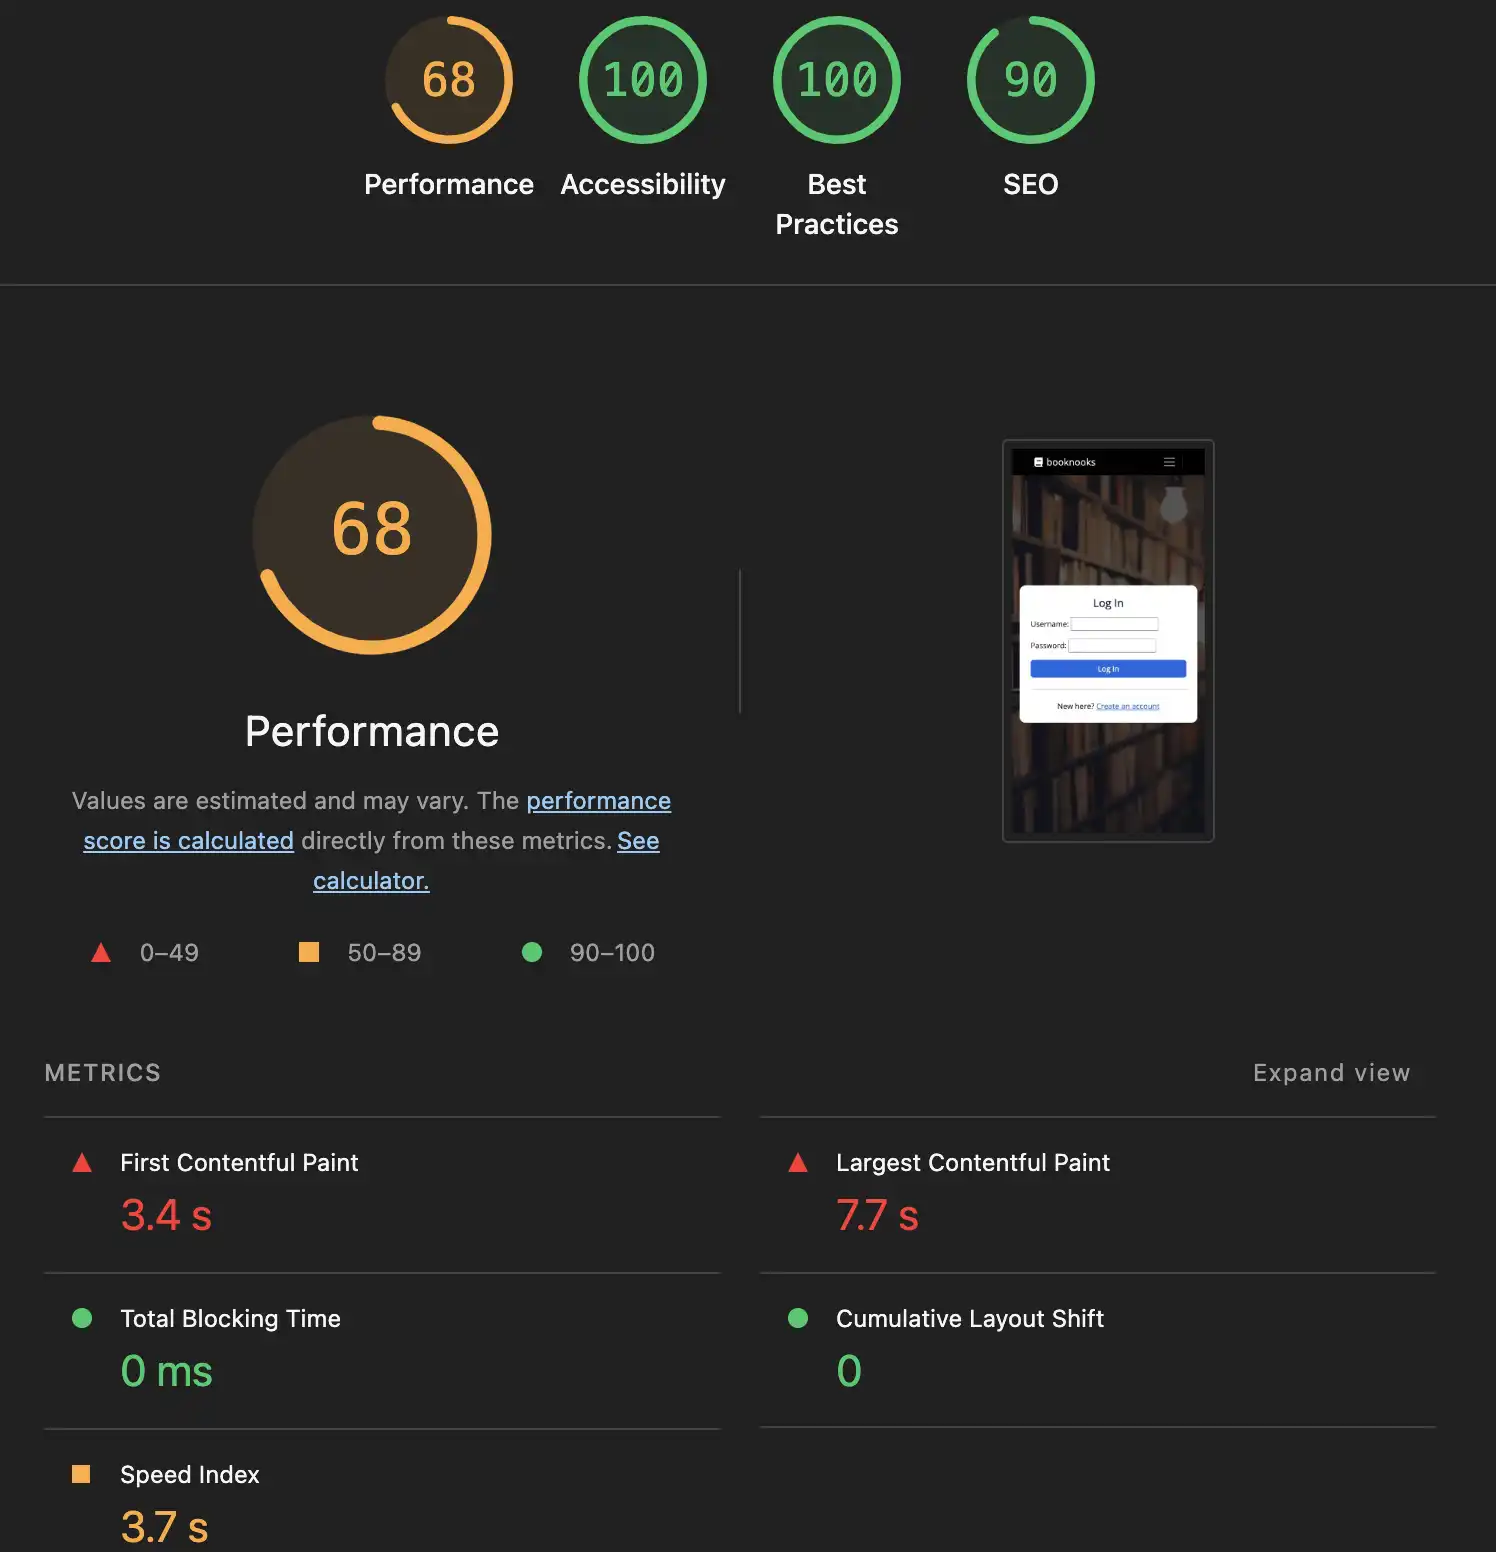 68
100
100
90
Performance
Accessibility
Best
Practices
SEO
68
Performance
Values are estimated and may vary. The performance
score is calculated directly from these metrics. See
calculator.
0–49
50–89
90–100
booknooks
Log In
Username:
Password:
Log In
New here? Create an account
METRICS
Expand view
First Contentful Paint
3.4 s
Largest Contentful Paint
7.7 s
Total Blocking Time
0 ms
Cumulative Layout Shift
0
Speed Index
3.7 s